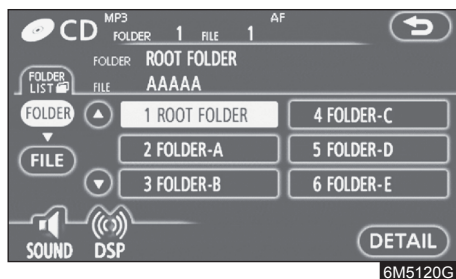 CD MP3 AF
FOLDER 1 FILE 1
FOLDER ROOT FOLDER
FOLDER LIST
FILE AAAAA
FOLDER
1 ROOT FOLDER 4 FOLDER-C
FILE
2 FOLDER-A 5 FOLDER-D
3 FOLDER-B 6 FOLDER-E
SOUND DSP DETAIL
6M5120G